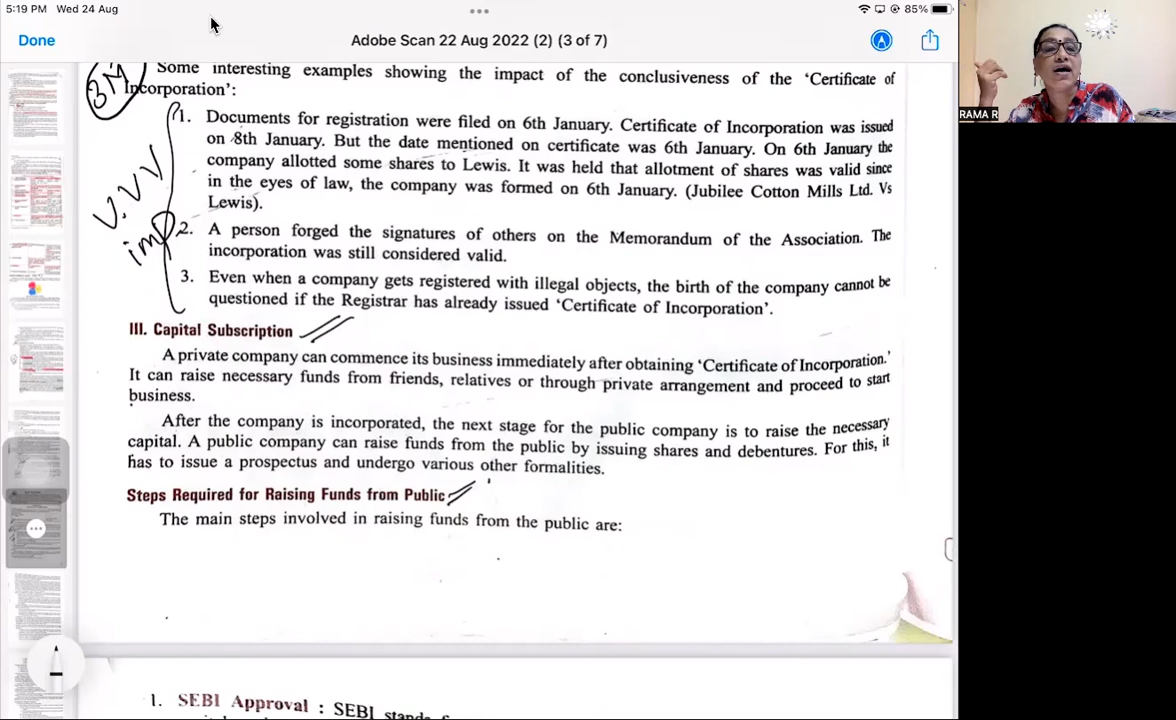 5:19 PM Wed 24 Aug
85%
Done
Adobe Scan 22 Aug 2022 (2) (3 of 7)
RAMA R
3M
Some interesting examples showing the impact of the conclusiveness of the 'Certificate of
Incorporation':
V.V V
imp
1. Documents for registration were filed on 6th January. Certificate of Incorporation was issued
on 8th January. But the date mentioned on certificate was 6th January. On 6th January the
company allotted some shares to Lewis. It was held that allotment of shares was valid since
in the eyes of law, the company was formed on 6th January. (Jubilee Cotton Mills Ltd. Vs
Lewis).
2. A person forged the signatures of others on the Memorandum of the Association. The
incorporation was still considered valid.
3. Even when a company gets registered with illegal objects, the birth of the company cannot be
questioned if the Registrar has already issued 'Certificate of Incorporation'.
III. Capital Subscription
A private company can commence its business immediately after obtaining 'Certificate of Incorporation.'
It can raise necessary funds from friends, relatives or through private arrangement and proceed to start
business.
After the company is incorporated, the next stage for the public company is to raise the necessary
capital. A public company can raise funds from the public by issuing shares and debentures. For this, it
has to issue a prospectus and undergo various other formalities.
Steps Required for Raising Funds from Public
The main steps involved in raising funds from the public are:
1. SEBI Approval : SEBI stands